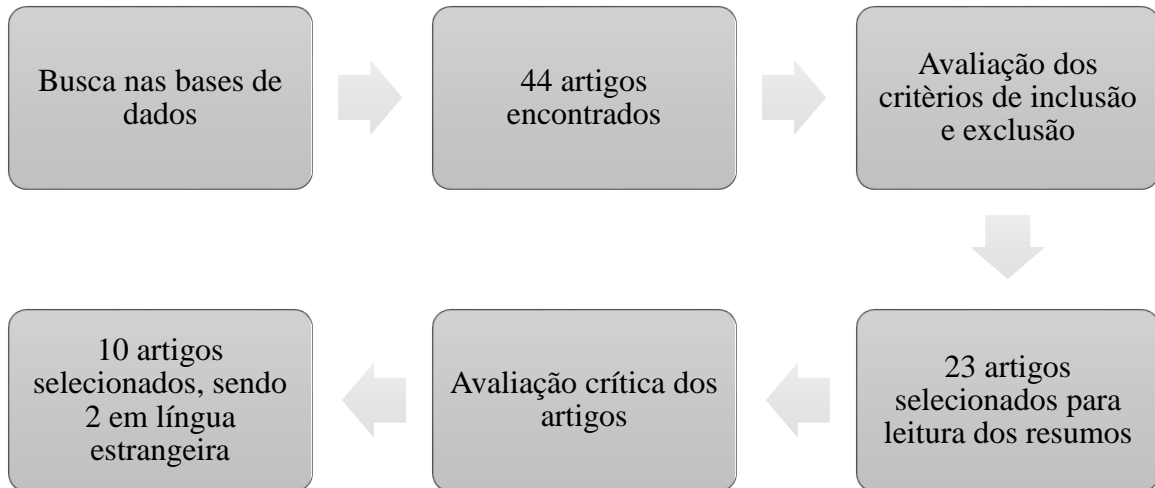 Busca nas bases de
dados
44 artigos
encontrados
Avaliação dos
critèrios de inclusão
e exclusão
23 artigos
selecionados para
leitura dos resumos
Avaliação crítica dos
artigos
10 artigos
selecionados, sendo
2 em língua
estrangeira